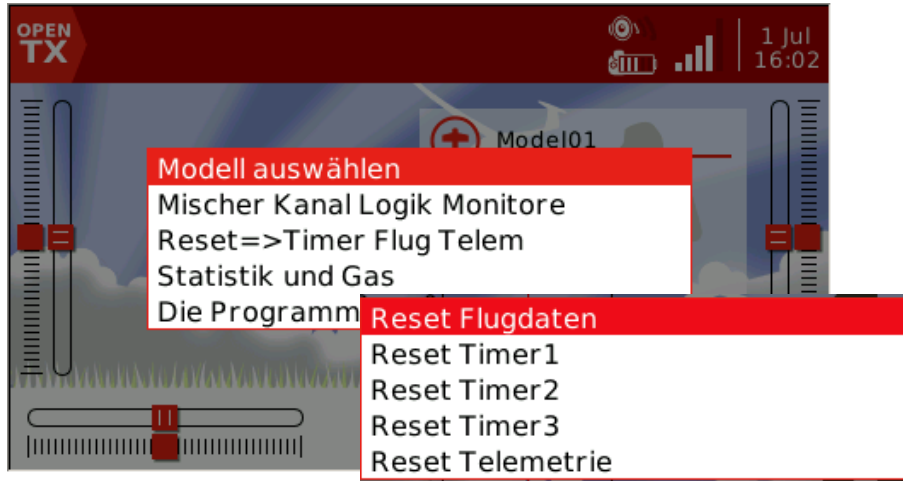 OPEN
TX
1 Jul
16:02
Model01
Modell auswählen
Mischer Kanal Logik Monitore
Reset=>Timer Flug Telem
Statistik und Gas
Die Programm
Reset Flugdaten
Reset Timer1
Reset Timer2
Reset Timer3
Reset Telemetrie